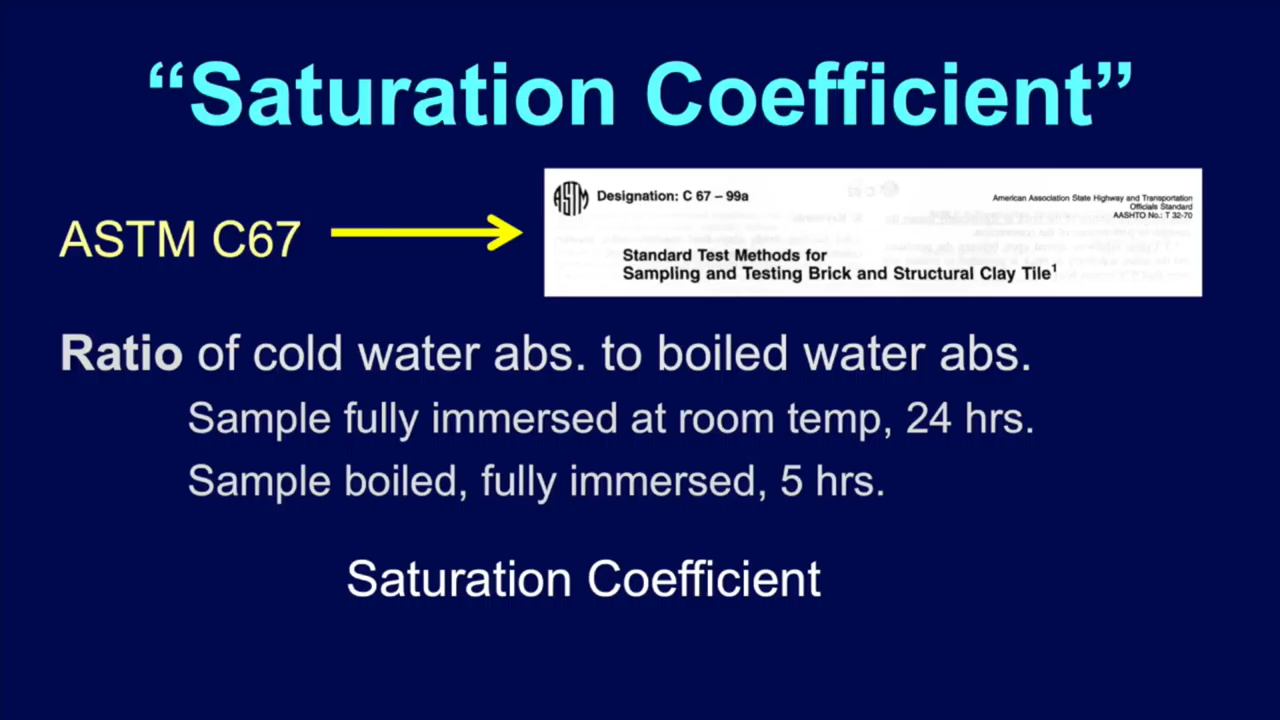 “Saturation Coefficient”
ASTM C67
ASTM
Designation: C 67 – 99a
American Association State Highway and Transportation
Officials Standard
AASHTO No.: T 32-70
Standard Test Methods for
Sampling and Testing Brick and Structural Clay Tile¹
Ratio of cold water abs. to boiled water abs.
Sample fully immersed at room temp, 24 hrs.
Sample boiled, fully immersed, 5 hrs.
Saturation Coefficient